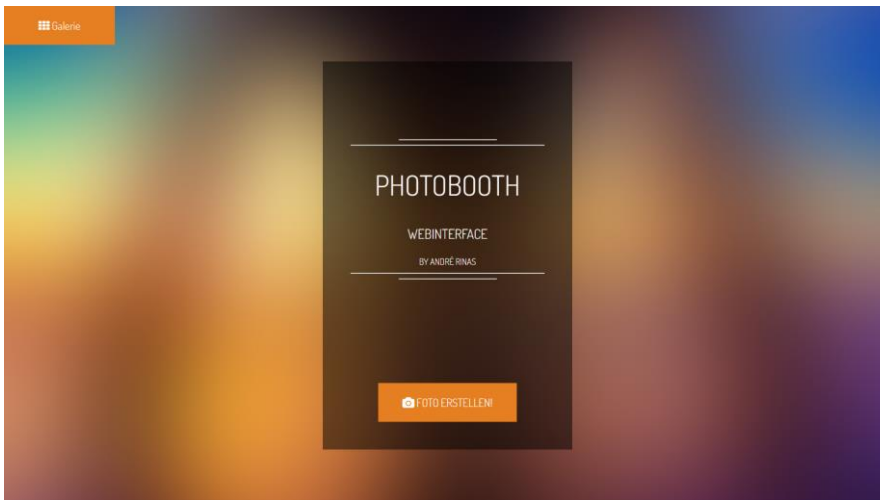 Galerie
PHOTOBOOTH
WEBINTERFACE
BY ANDRÉ RINAS
FOTO ERSTELLEN!